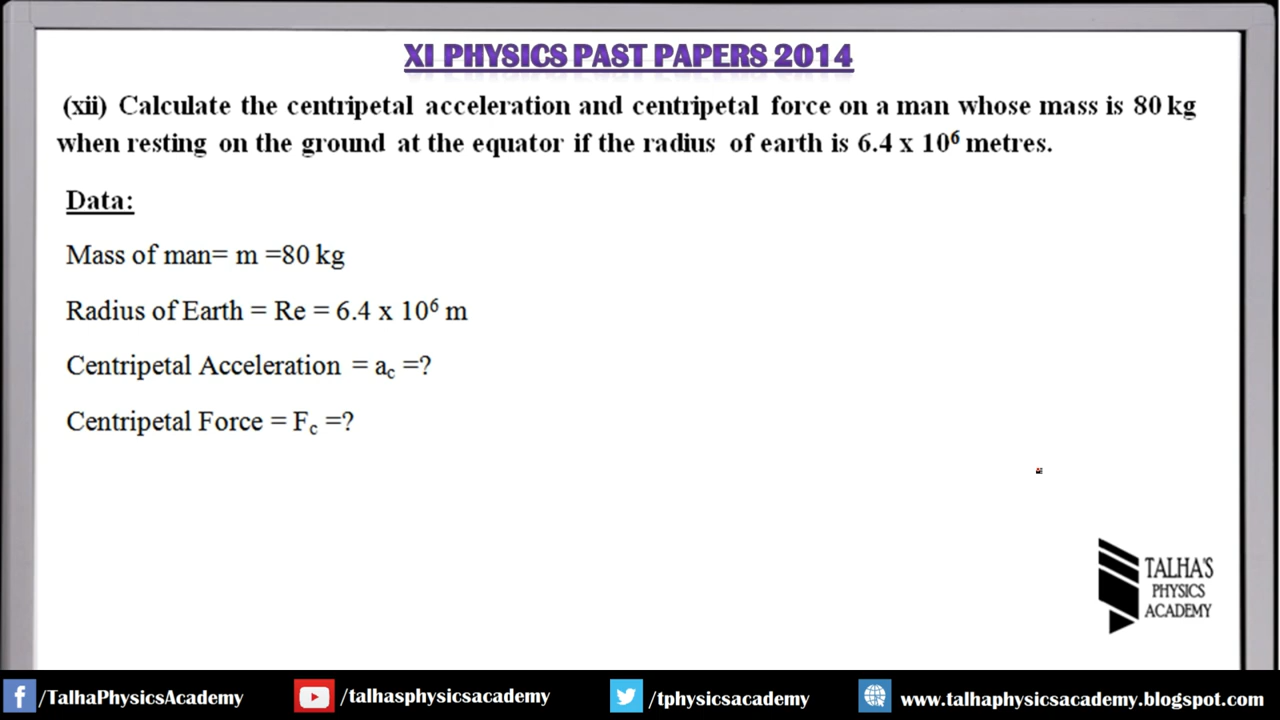 XI PHYSICS PAST PAPERS 2014
(xii) Calculate the centripetal acceleration and centripetal force on a man whose mass is 80 kg
when resting on the ground at the equator if the radius of earth is 6.4 x 10⁶ metres.
Data:
Mass of man= m =80 kg
Radius of Earth = Re = 6.4 x 10⁶ m
Centripetal Acceleration = a꜀ =?
Centripetal Force = F꜀ =?
TALHA'S
PHYSICS
ACADEMY
/TalhaPhysicsAcademy /talhasphysicsacademy /tphysicsacademy www.talhaphysicsacademy.blogspot.com